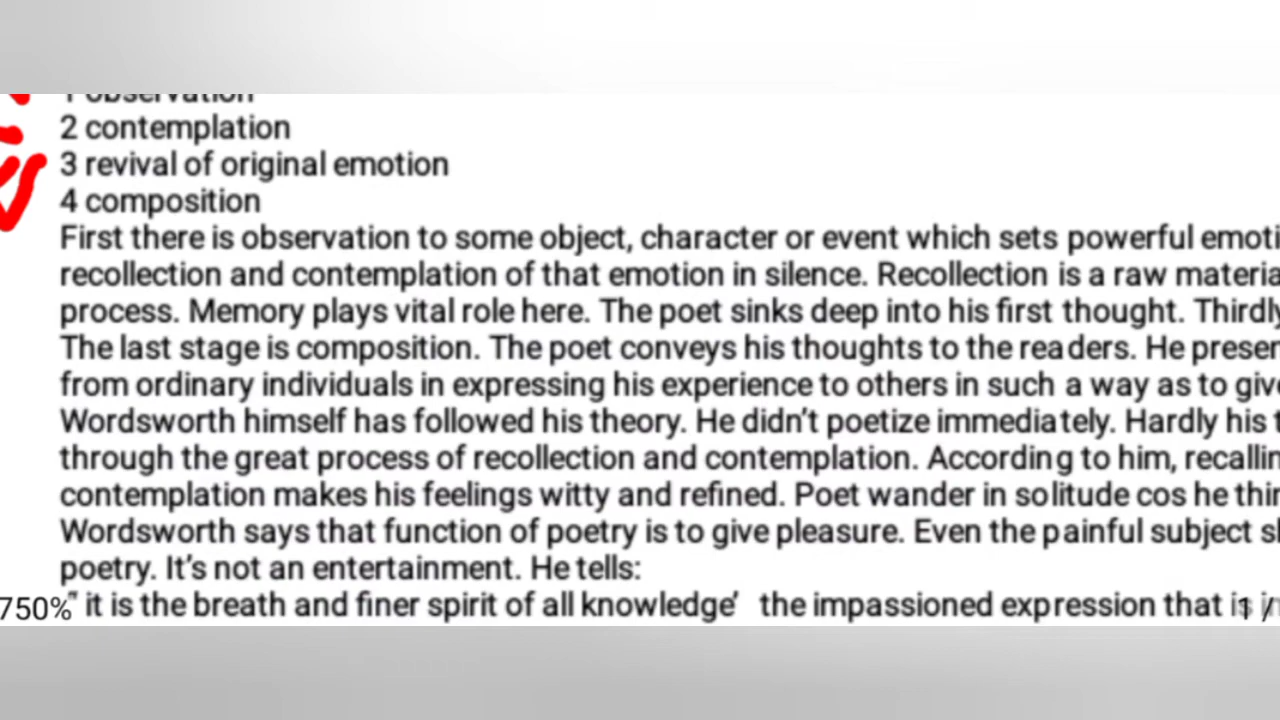 1 observation
2 contemplation
3 revival of original emotion
4 composition
First there is observation to some object, character or event which sets powerful
recollection and contemplation of that emotion in silence. Recollection is a raw
process. Memory plays vital role here. The poet sinks deep into his first thought.
The last stage is composition. The poet conveys his thoughts to the readers. He
from ordinary individuals in expressing his experience to others in such a way as to
Wordsworth himself has followed his theory. He didn't poetize immediately. Hardly his
through the great process of recollection and contemplation. According to him,
contemplation makes his feelings witty and refined. Poet wander in solitude cos he
Wordsworth says that function of poetry is to give pleasure. Even the painful subject
poetry. It's not an entertainment. He tells:
750% " it is the breath and finer spirit of all knowledge' the impassioned expression that is